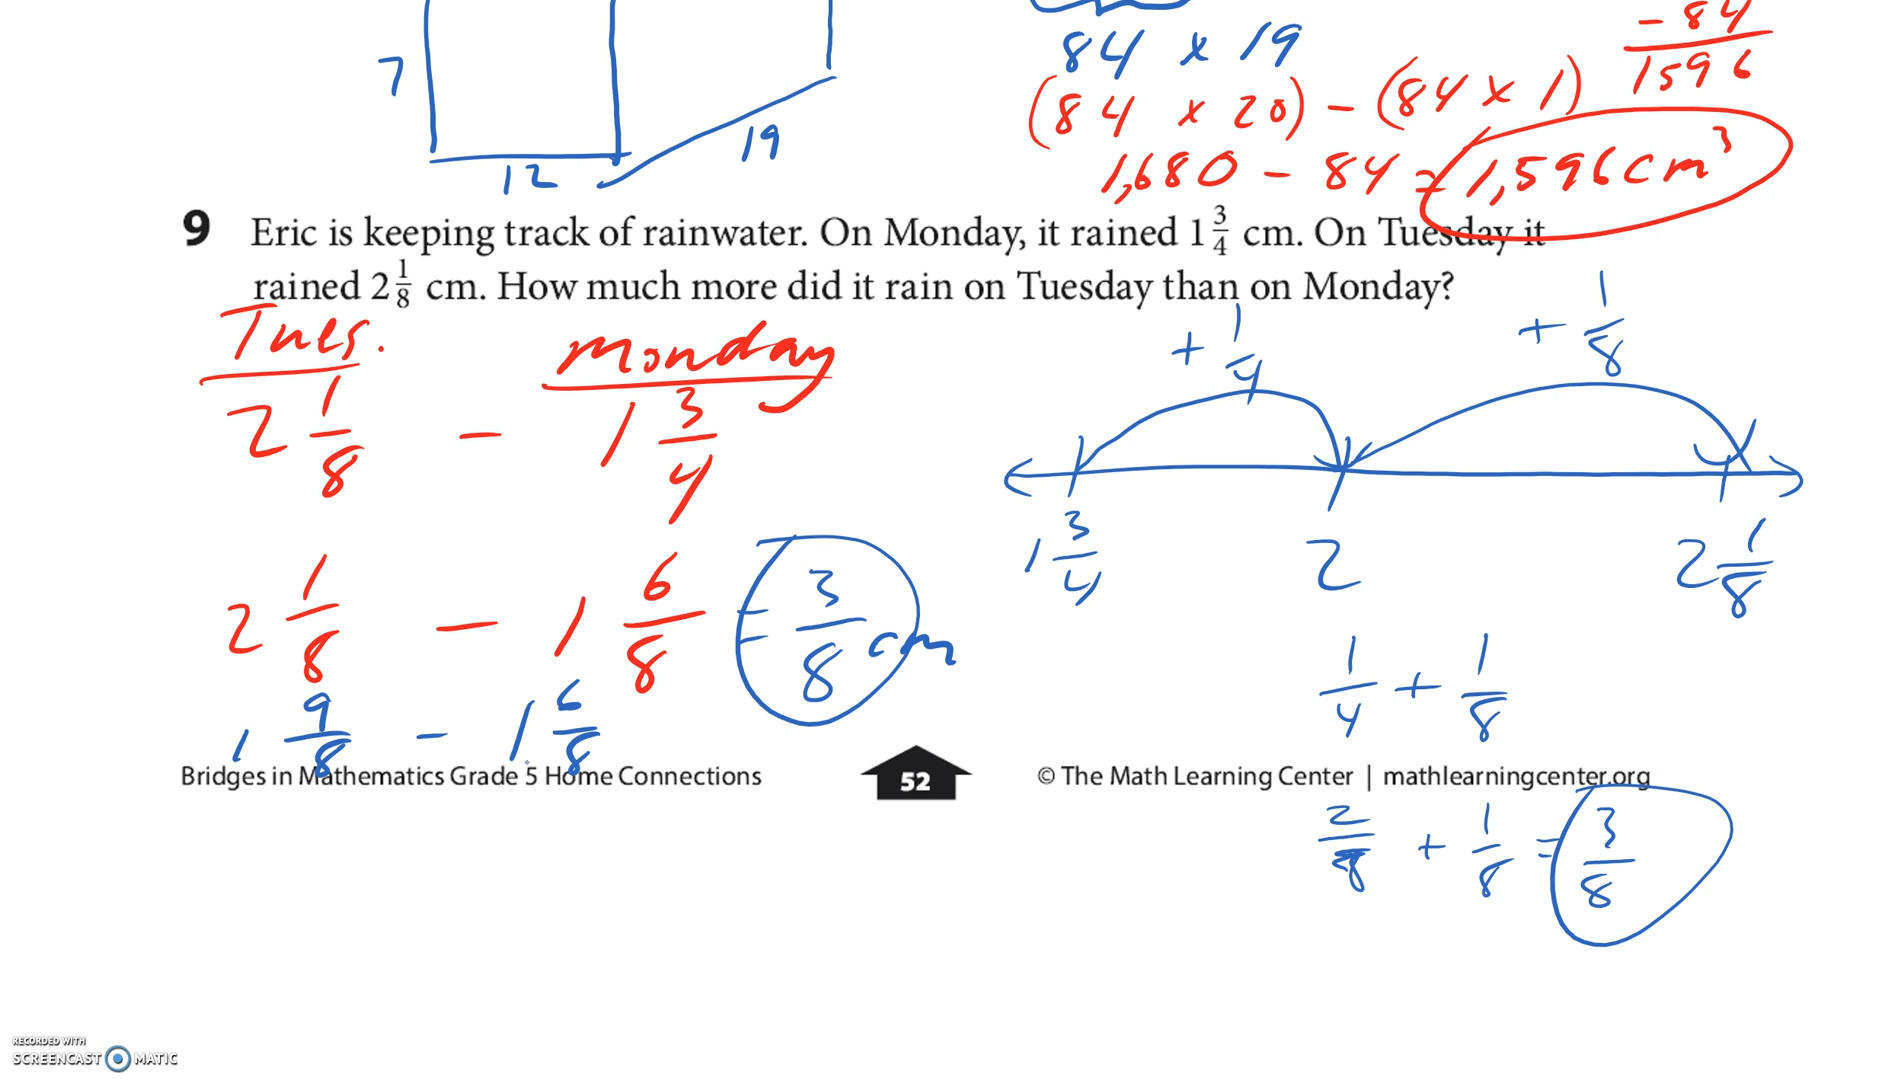 - 84
84 x 19
1596
7
(84 x 20) - (84 x 1)
19
12
1,680 - 84 = 1,596 cm³
9 Eric is keeping track of rainwater. On Monday, it rained 1 3/4 cm. On Tuesday it
rained 2 1/8 cm. How much more did it rain on Tuesday than on Monday?
Tues. Monday
2 1/8 - 1 3/4
+ 1/4 + 1/8
1 3/4 2 2 1/8
2 1/8 - 1 6/8 = 3/8 cm
1 9/8 - 1 6/8
1/4 + 1/8
Bridges in Mathematics Grade 5 Home Connections 52 © The Math Learning Center | mathlearningcenter.org
2/8 + 1/8 = 3/8
RECORDED WITH
SCREENCAST MATIC